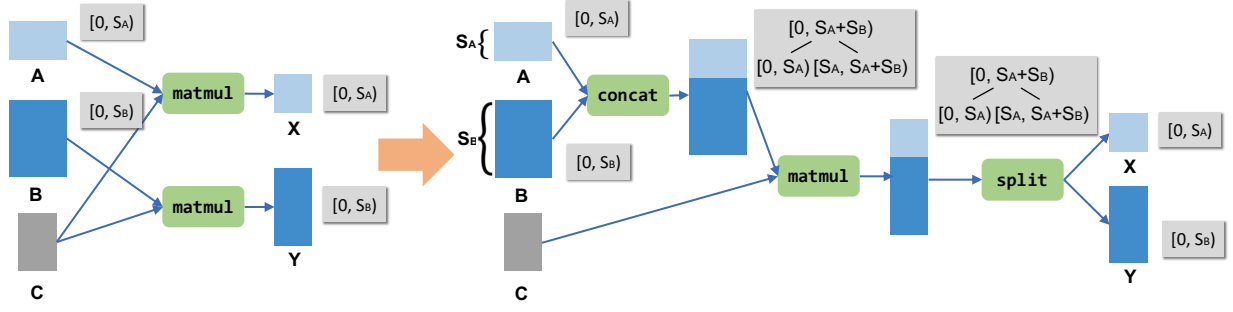 [0, SA)
A
matmul
[0, SA)
X
[0, SB)
B
matmul
[0, SB)
Y
C
SA{
[0, SA)
A
concat
[0, SA+SB)
[0, SA) [SA, SA+SB)
SB{
[0, SB)
B
matmul
[0, SA+SB)
[0, SA) [SA, SA+SB)
split
[0, SA)
X
[0, SB)
Y
C